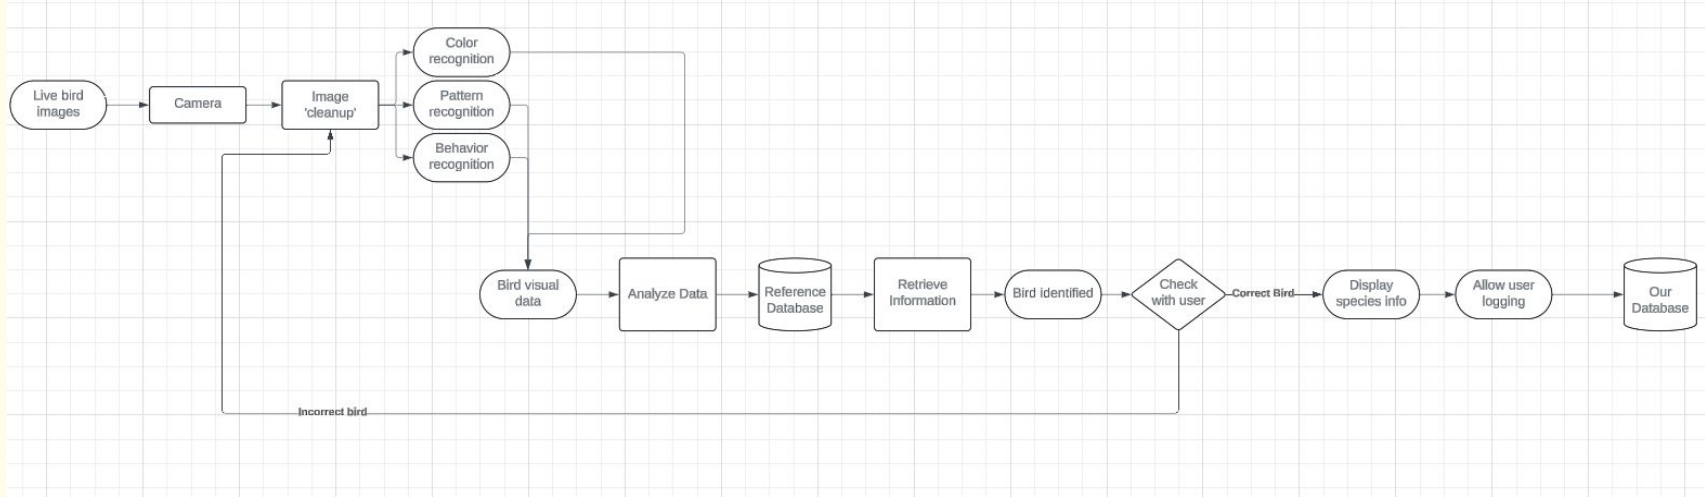 Live bird
images
Camera
Image
'cleanup'
Color
recognition
Pattern
recognition
Behavior
recognition
Bird visual
data
Analyze Data
Reference
Database
Retrieve
Information
Bird identified
Check
with user
Correct Bird
Display
species info
Allow user
logging
Our
Database
Incorrect bird